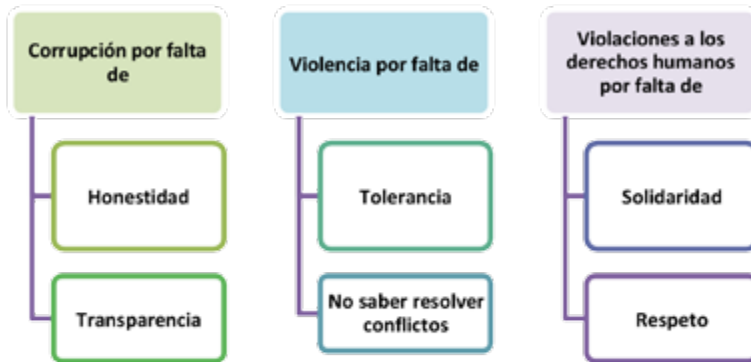 Corrupción por falta
de
Honestidad
Transparencia
Violencia por falta de
Tolerancia
No saber resolver
conflictos
Violaciones a los
derechos humanos
por falta de
Solidaridad
Respeto